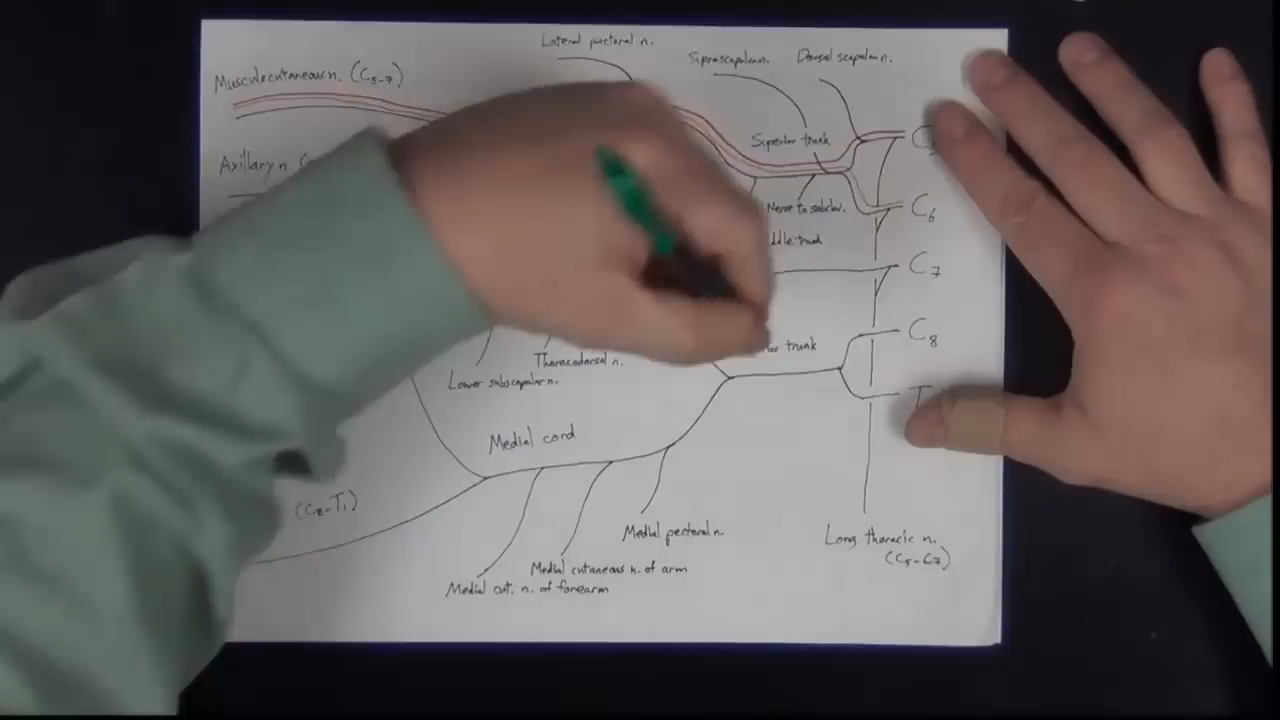 Lateral pectoral n.
Suprascapular n.
Dorsal scapular n.
Musculocutaneous n. (C5-7)
Superior trunk
C
Axillary n
Nerve to subclav.
C6
ddle trunk
C7
C8
trunk
Thoracodorsal n.
Lower subscapular n.
T
Medial cord
(C8-T1)
Medial pectoral n.
Long thoracic n.
(C5-C7)
Medial cutaneous n. of arm
Medial cut. n. of forearm